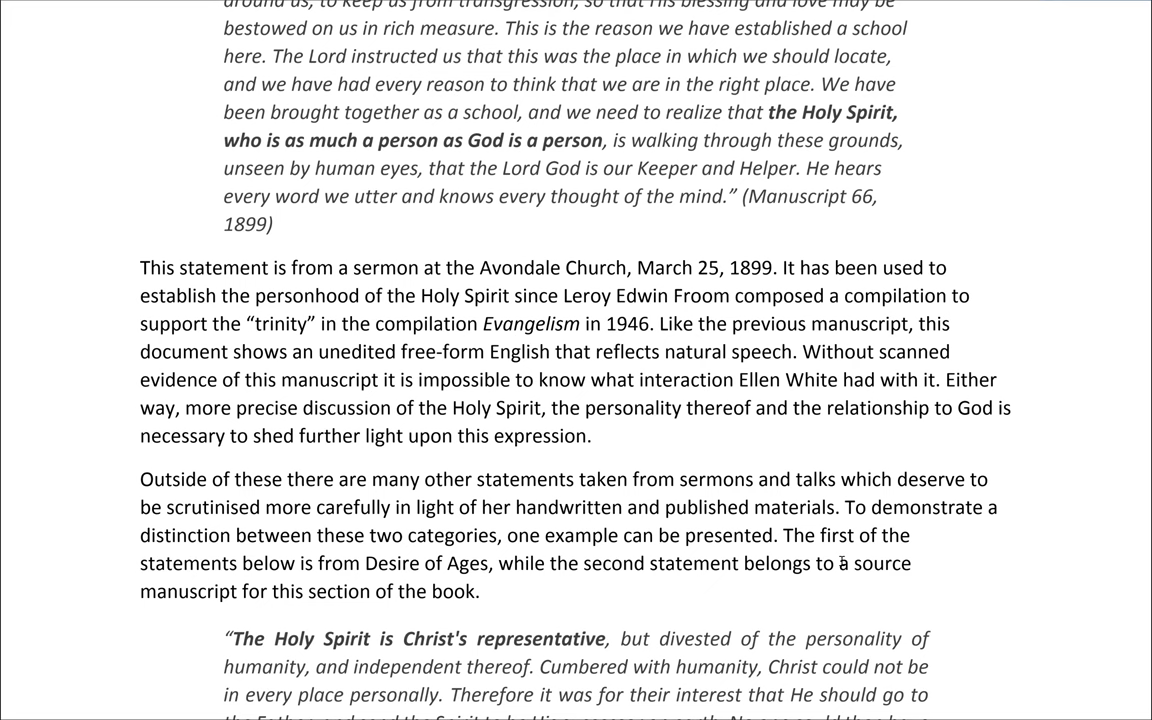 around us, to keep us from transgression, so that His blessing and love may be
bestowed on us in rich measure. This is the reason we have established a school
here. The Lord instructed us that this was the place in which we should locate,
and we have had every reason to think that we are in the right place. We have
been brought together as a school, and we need to realize that the Holy Spirit,
who is as much a person as God is a person, is walking through these grounds,
unseen by human eyes, that the Lord God is our Keeper and Helper. He hears
every word we utter and knows every thought of the mind.” (Manuscript 66,
1899)
This statement is from a sermon at the Avondale Church, March 25, 1899. It has been used to
establish the personhood of the Holy Spirit since Leroy Edwin Froom composed a compilation to
support the “trinity” in the compilation Evangelism in 1946. Like the previous manuscript, this
document shows an unedited free-form English that reflects natural speech. Without scanned
evidence of this manuscript it is impossible to know what interaction Ellen White had with it. Either
way, more precise discussion of the Holy Spirit, the personality thereof and the relationship to God is
necessary to shed further light upon this expression.
Outside of these there are many other statements taken from sermons and talks which deserve to
be scrutinised more carefully in light of her handwritten and published materials. To demonstrate a
distinction between these two categories, one example can be presented. The first of the
statements below is from Desire of Ages, while the second statement belongs to a source
manuscript for this section of the book.
“The Holy Spirit is Christ's representative, but divested of the personality of
humanity, and independent thereof. Cumbered with humanity, Christ could not be
in every place personally. Therefore it was for their interest that He should go to